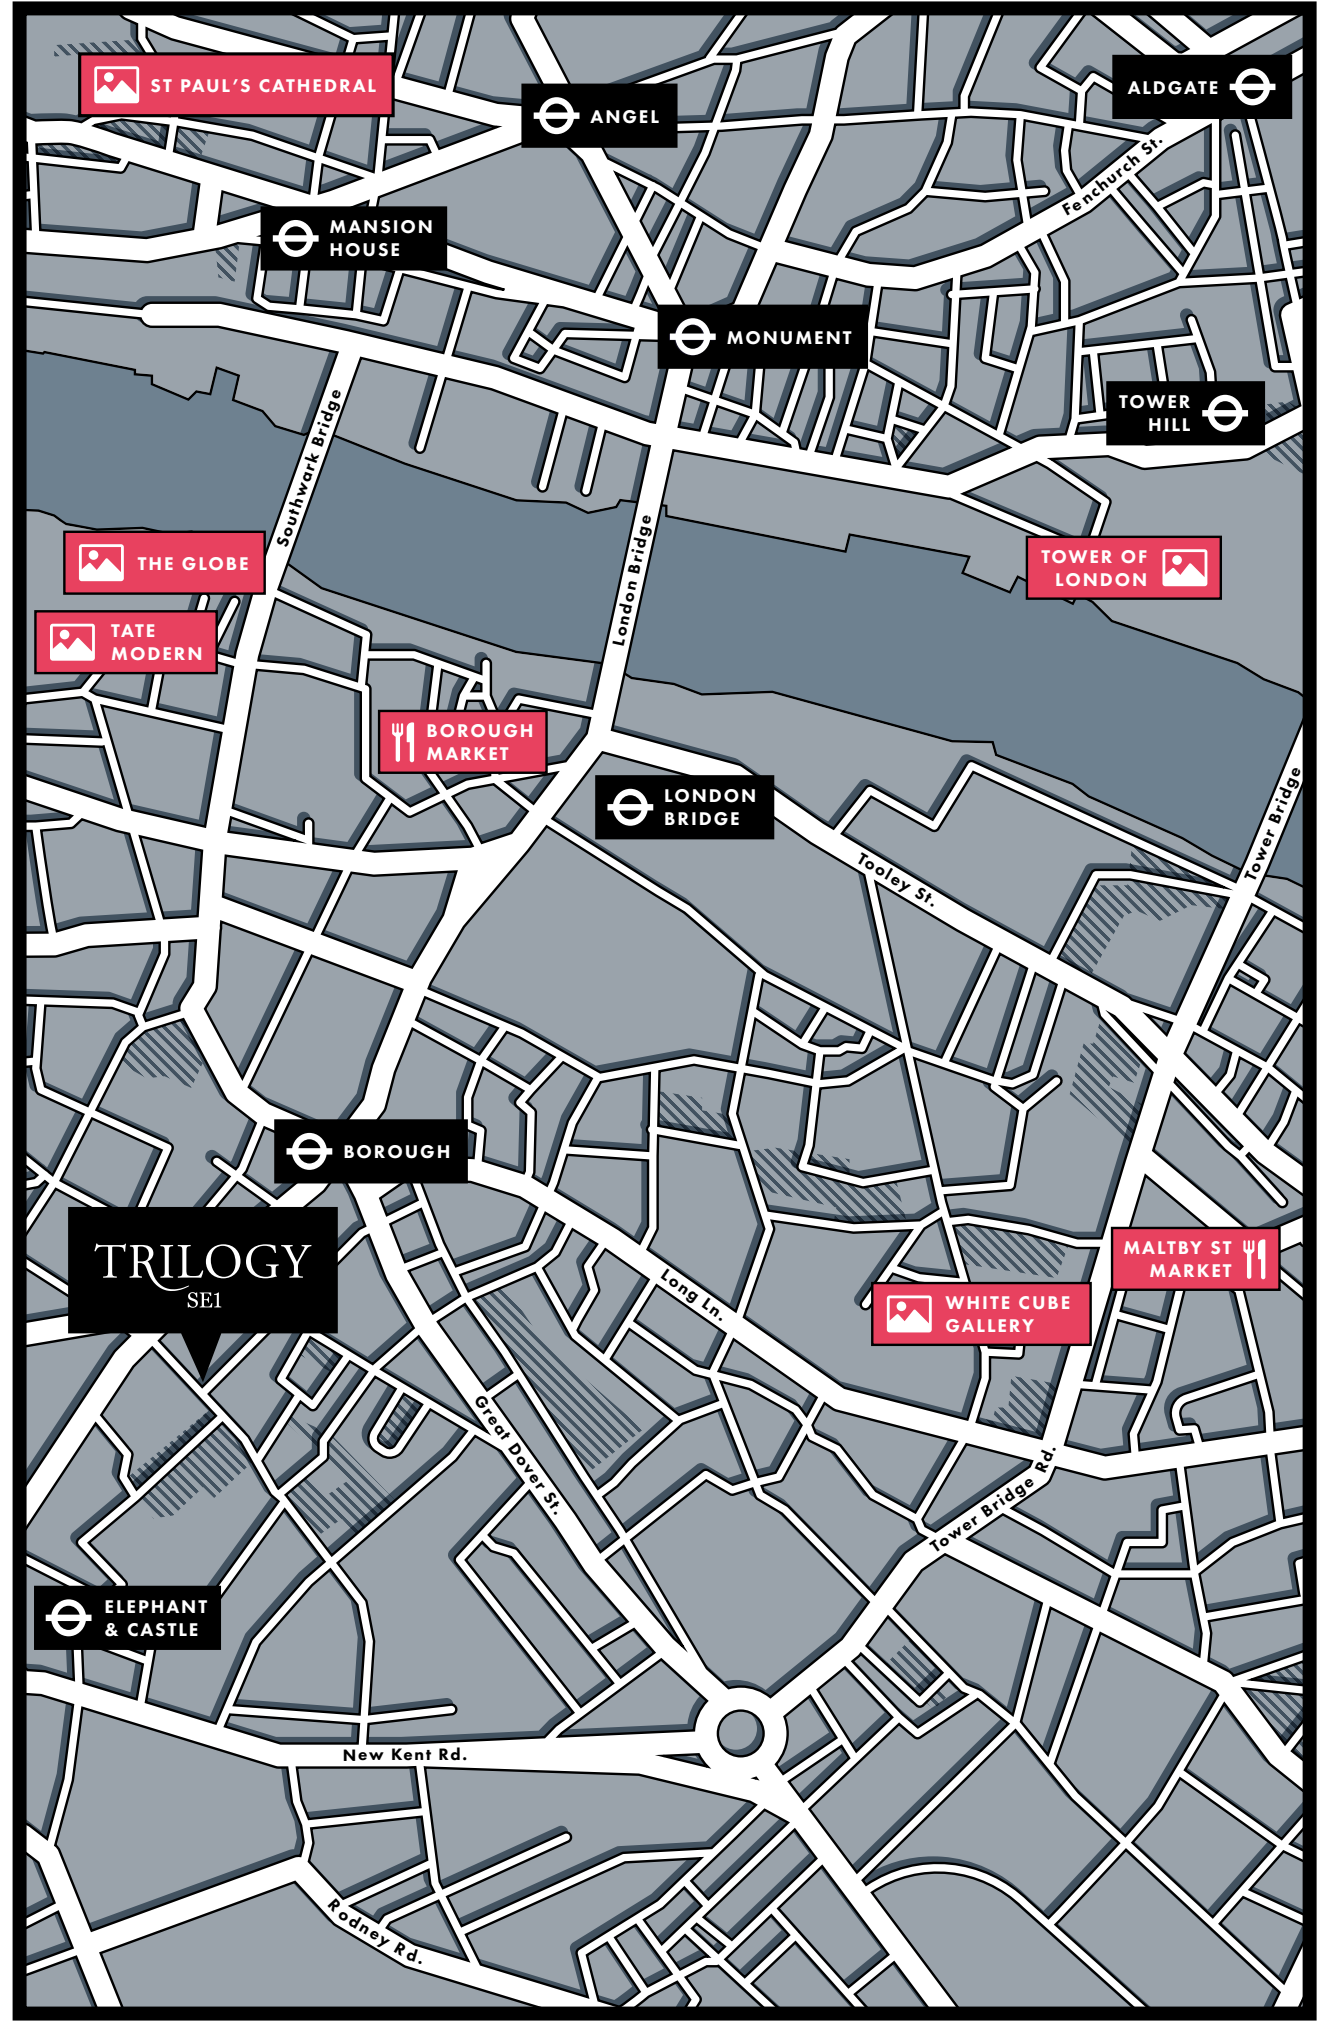 ST PAUL'S CATHEDRAL
ANGEL
ALDGATE
Fenchurch St.
MANSION
HOUSE
MONUMENT
TOWER
HILL
Southwark Bridge
London Bridge
THE GLOBE
TOWER OF
LONDON
TATE
MODERN
BOROUGH
MARKET
LONDON
BRIDGE
Tower Bridge
Tooley St.
BOROUGH
TRILOGY
SE1
MALTBY ST
MARKET
Long Ln.
WHITE CUBE
GALLERY
Great Dover St.
Tower Bridge Rd.
ELEPHANT
& CASTLE
New Kent Rd.
Rodney Rd.